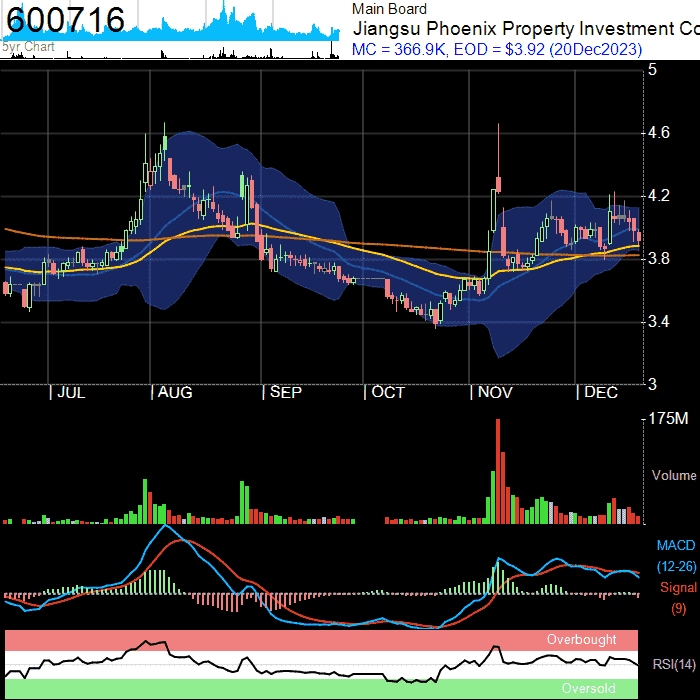 600716
5yr Chart
Main Board
Jiangsu Phoenix Property Investment Co
MC = 366.9K, EOD = $3.92 (20Dec2023)
5
4.6
4.2
3.8
3.4
3
| JUL | AUG | SEP | OCT | NOV | DEC
175M
Volume
MACD
(12-26)
Signal
(9)
Overbought
RSI(14)
Oversold